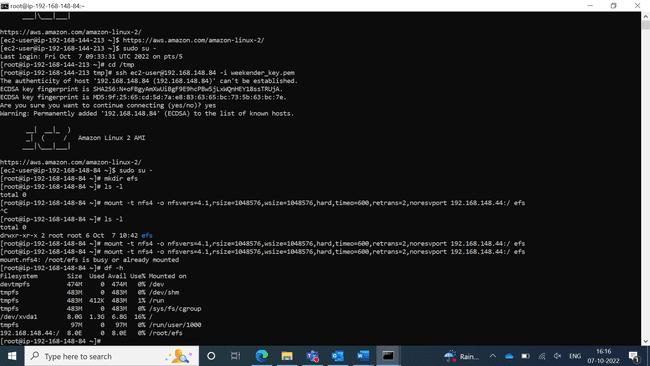 root@ip-192-168-148-84:~
___|\___|___|
https://aws.amazon.com/amazon-linux-2/
[ec2-user@ip-192-168-144-213 ~]$ https://aws.amazon.com/amazon-linux-2/
[ec2-user@ip-192-168-144-213 ~]$ sudo su -
Last login: Fri Oct  7 09:33:31 UTC 2022 on pts/5
[root@ip-192-168-144-213 ~]# cd /tmp
[root@ip-192-168-144-213 tmp]# ssh ec2-user@192.168.148.84 -i weekender_key.pem
The authenticity of host '192.168.148.84 (192.168.148.84)' can't be established.
ECDSA key fingerprint is
ECDSA key fingerprint is MD5:9f:25:65:cd:5d:7a:e8:83:63:65:bc:73:5b:63:bc:7e.
Are you sure you want to continue connecting (yes/no)? yes
Warning: Permanently added '192.168.148.84' (ECDSA) to the list of known hosts.
__|  __|_  )
_|  (     /   Amazon Linux 2 AMI
___|\___|___|
https://aws.amazon.com/amazon-linux-2/
[ec2-user@ip-192-168-148-84 ~]$ sudo su -
[root@ip-192-168-148-84 ~]# mkdir efs
[root@ip-192-168-148-84 ~]# ls -l
total 0
[root@ip-192-168-148-84 ~]# mount -t nfs4 -o nfsvers=4.1,rsize=1048576,wsize=1048576,hard,timeo=600,retrans=2,noresvport 192.168.148.44:/ efs
^C
[root@ip-192-168-148-84 ~]# ls -l
total 0
drwxr-xr-x 2 root root 6 Oct  7 10:42 efs
[root@ip-192-168-148-84 ~]# mount -t nfs4 -o nfsvers=4.1,rsize=1048576,wsize=1048576,hard,timeo=600,retrans=2,noresvport 192.168.148.44:/ efs
[root@ip-192-168-148-84 ~]# mount -t nfs4 -o nfsvers=4.1,rsize=1048576,wsize=1048576,hard,timeo=600,retrans=2,noresvport 192.168.148.44:/ efs
mount.nfs4: /root/efs is busy or already mounted
[root@ip-192-168-148-84 ~]# df -h
Filesystem        Size  Used Avail Use% Mounted on
devtmpfs          474M     0  474M   0% /dev
tmpfs             483M     0  483M   0% /dev/shm
tmpfs             483M  412K  483M   1% /run
tmpfs             483M     0  483M   0% /sys/fs/cgroup
/dev/xvda1        8.0G  1.3G  6.8G  16% /
tmpfs              97M     0   97M   0% /run/user/1000
192.168.148.44:/  8.0E     0  8.0E   0% /root/efs
[root@ip-192-168-148-84 ~]#
Type here to search
Rain...
ENG
16:16
07-10-2022